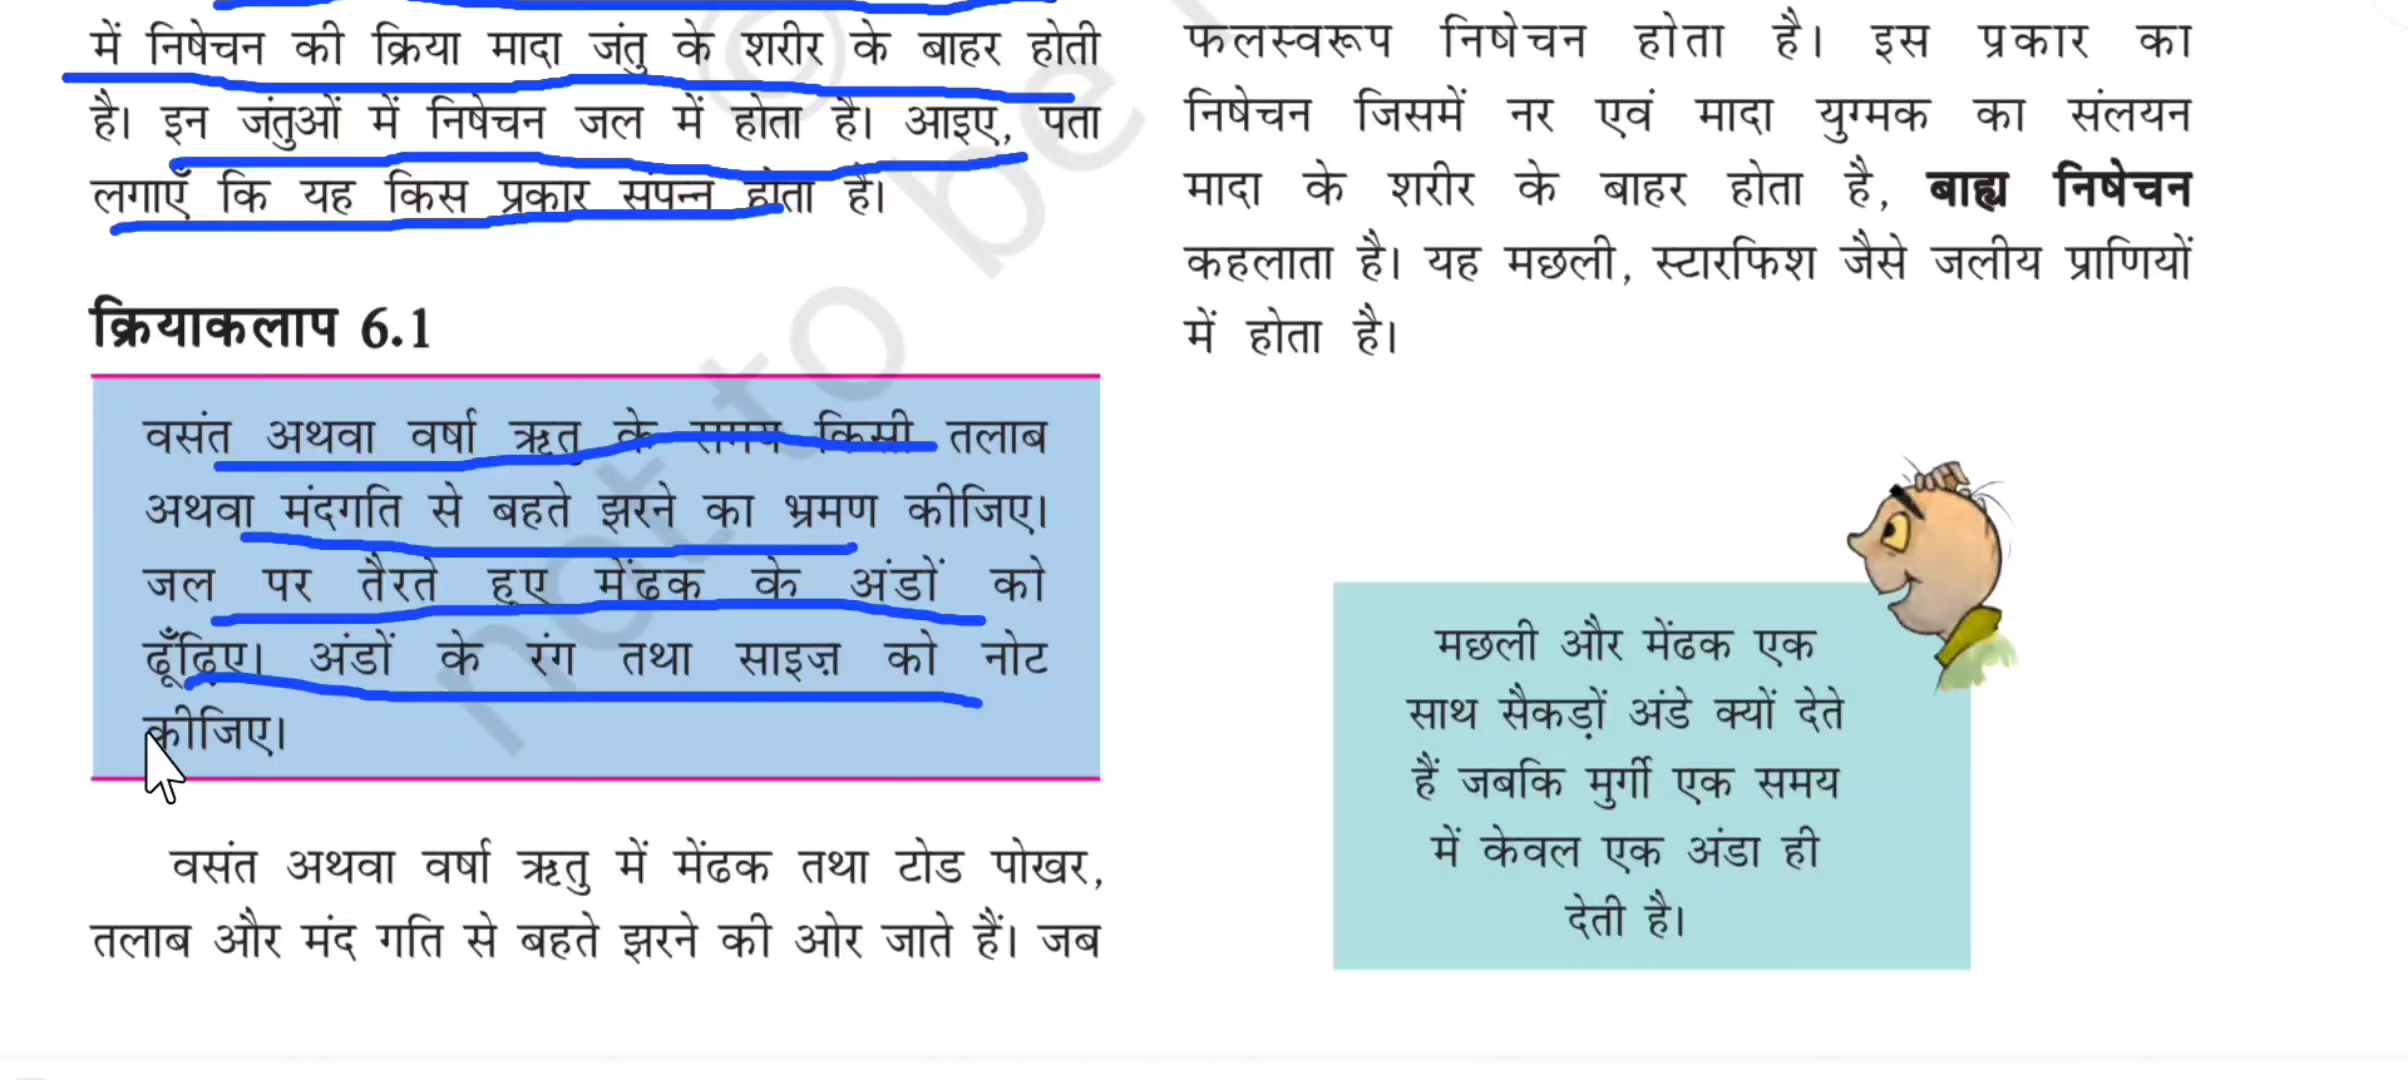 में निषेचन की क्रिया मादा जंतु के शरीर के बाहर होती
है। इन जंतुओं में निषेचन जल में होता है। आइए, पता
लगाएँ कि यह किस प्रकार संपन्न होता है।
क्रियाकलाप 6.1
वसंत अथवा वर्षा ऋतु के समय किसी तलाब
अथवा मंदगति से बहते झरने का भ्रमण कीजिए।
जल पर तैरते हुए मेंढक के अंडों को
ढूँढ़िए। अंडों के रंग तथा साइज़ को नोट
कीजिए।
वसंत अथवा वर्षा ऋतु में मेंढक तथा टोड पोखर,
तलाब और मंद गति से बहते झरने की ओर जाते हैं। जब
फलस्वरूप निषेचन होता है। इस प्रकार का
निषेचन जिसमें नर एवं मादा युग्मक का संलयन
मादा के शरीर के बाहर होता है, बाह्य निषेचन
कहलाता है। यह मछली, स्टारफिश जैसे जलीय प्राणियों
में होता है।
मछली और मेंढक एक
साथ सैकड़ों अंडे क्यों देते
हैं जबकि मुर्गी एक समय
में केवल एक अंडा ही
देती है।
©
not to be